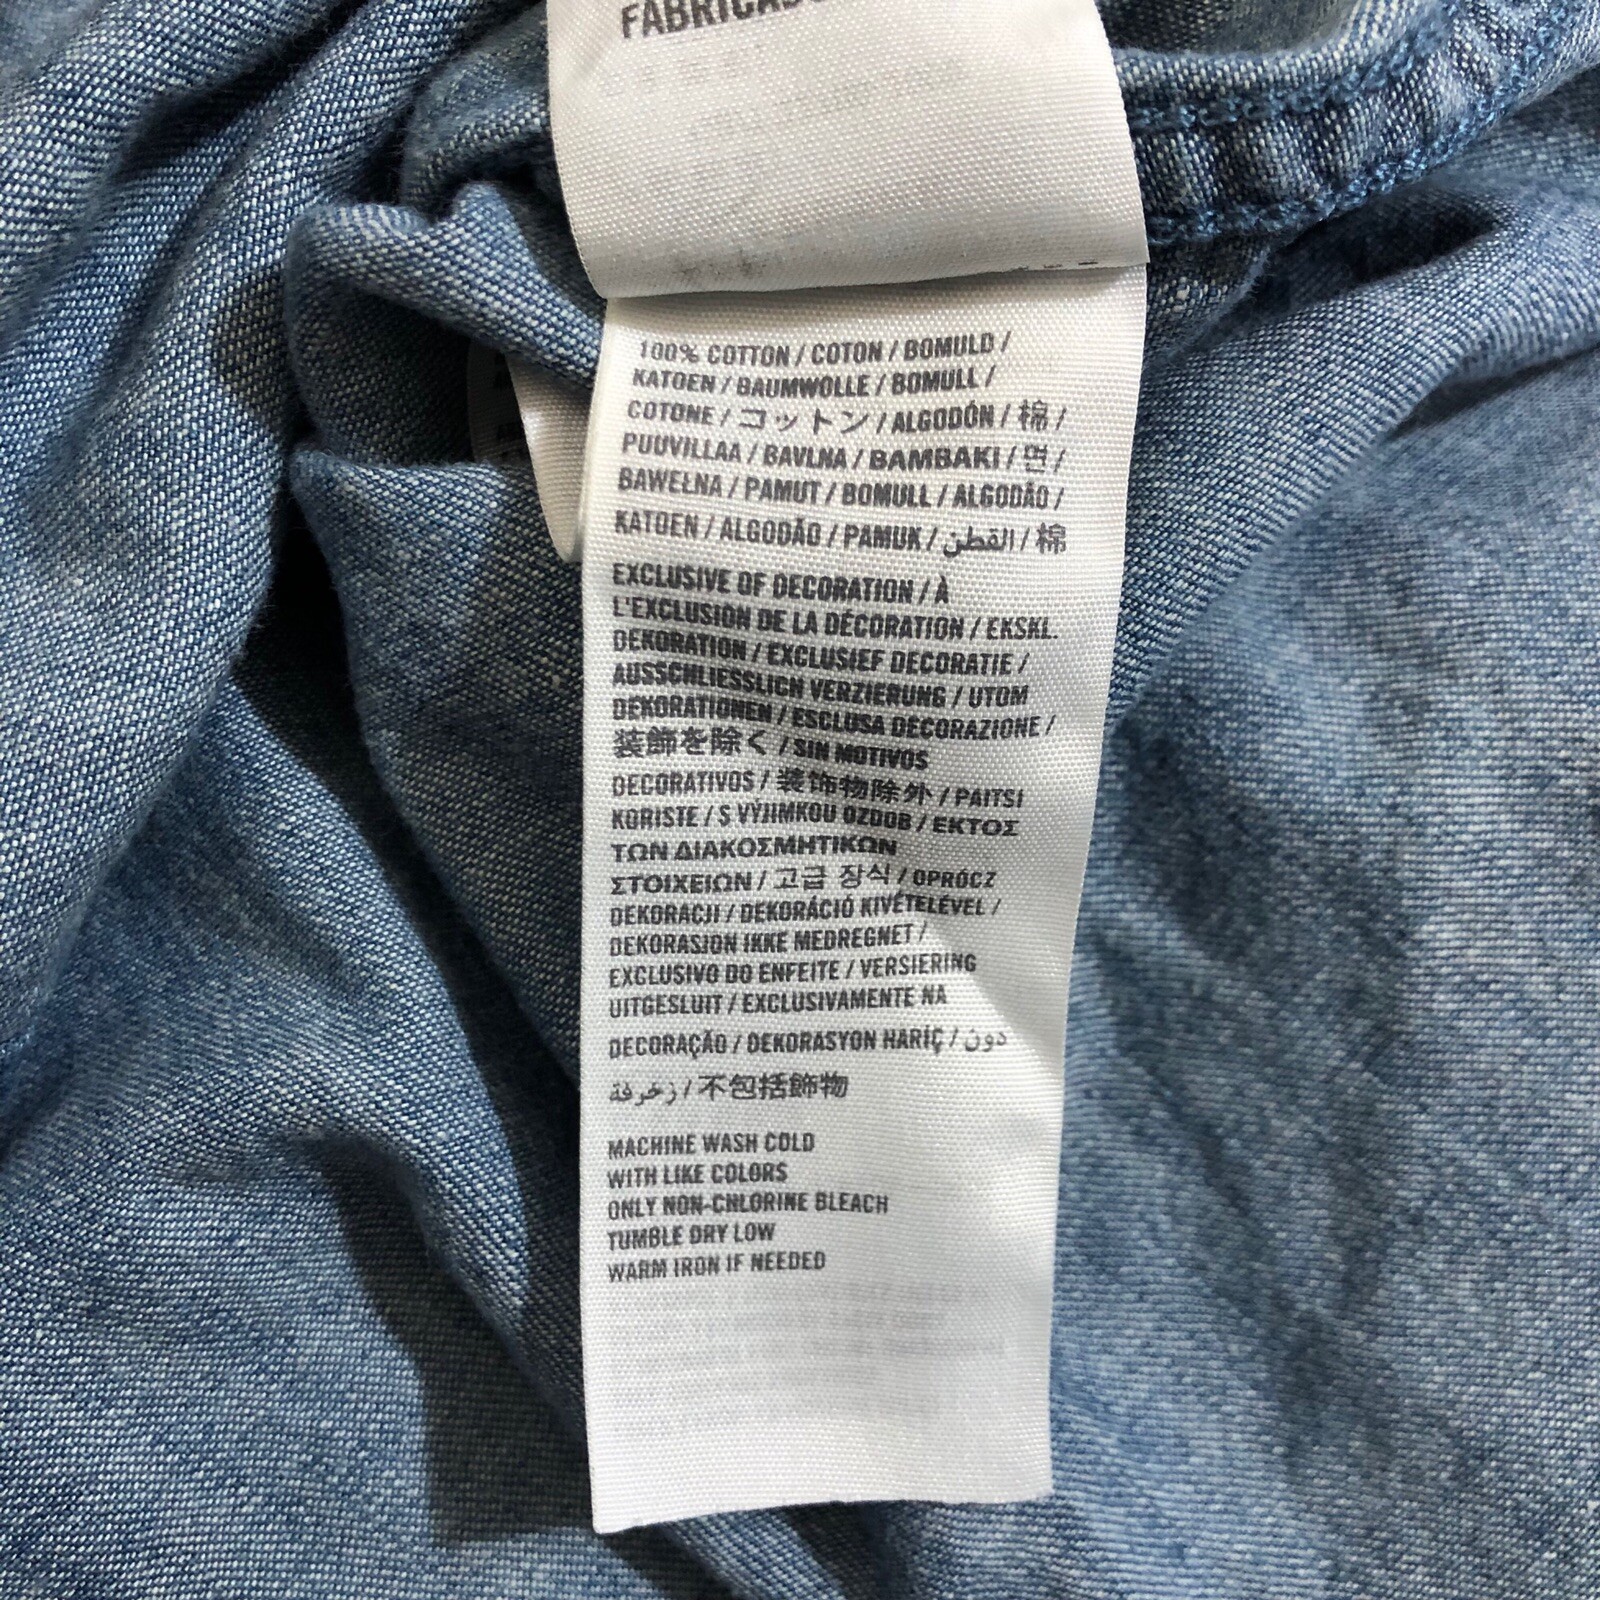 100% COTTON / COTON / BOMULD /
KATOEN / BAUMWOLLE / BOMULL /
COTONE / コットン / ALGODÓN / 棉 /
PUUVILLAA / BAVLNA / BAMBAKI / 면 /
BAWEŁNA / PAMUT / BOMULL / ALGODÃO /
KATOEN / ALGODÃO / PAMUK / القطن / 棉
EXCLUSIVE OF DECORATION / À
L'EXCLUSION DE LA DÉCORATION / EKSKL.
DEKORATION / EXCLUSIEF DECORATIE /
AUSSCHLIESSLICH VERZIERUNG / UTOM
DEKORATIONEN / ESCLUSA DECORAZIONE /
装飾を除く / SIN MOTIVOS
DECORATIVOS / 装饰物除外 / PAITSI
KORISTE / S VÝJIMKOU OZDOB / ΕΚΤΟΣ
ΤΩΝ ΔΙΑΚΟΣΜΗΤΙΚΩΝ
ΣΤΟΙΧΕΙΩΝ / 고급 장식 / OPRÓCZ
DEKORACJI / DEKORÁCIÓ KIVÉTELÉVEL /
DEKORASJON IKKE MEDREGNET /
EXCLUSIVO DO ENFEITE / VERSIERING
UITGESLUIT / EXCLUSIVAMENTE NA
DECORAÇÃO / DEKORASYON HARİÇ / دون
زخرفة / 不包括飾物
MACHINE WASH COLD
WITH LIKE COLORS
ONLY NON-CHLORINE BLEACH
TUMBLE DRY LOW
WARM IRON IF NEEDED